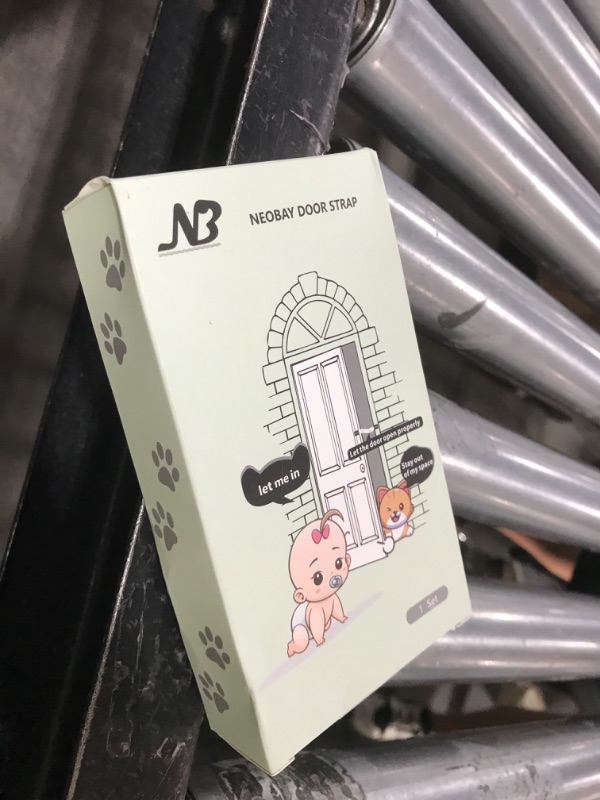 NB
NEOBAY DOOR STRAP
Let the door open properly
let me in
Stay out
of my space
1 Set